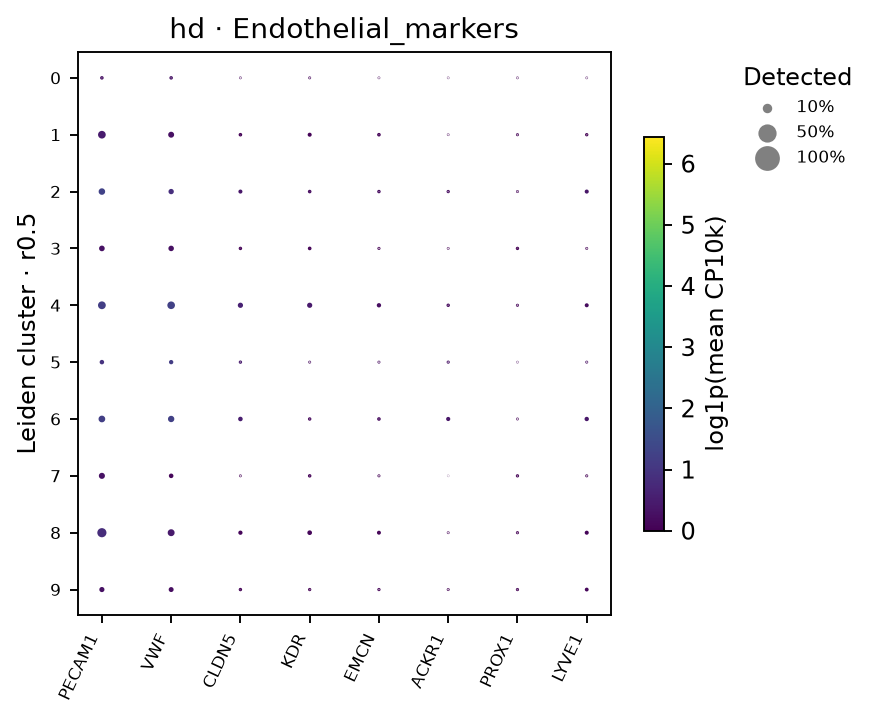 hd · Endothelial_markers
Detected
10%
50%
100%
0
1
2
3
4
5
6
7
8
9
Leiden cluster · r0.5
PECAM1
VWF
CLDN5
KDR
EMCN
ACKR1
PROX1
LYVE1
6
5
4
3
2
1
0
log1p(mean CP10k)